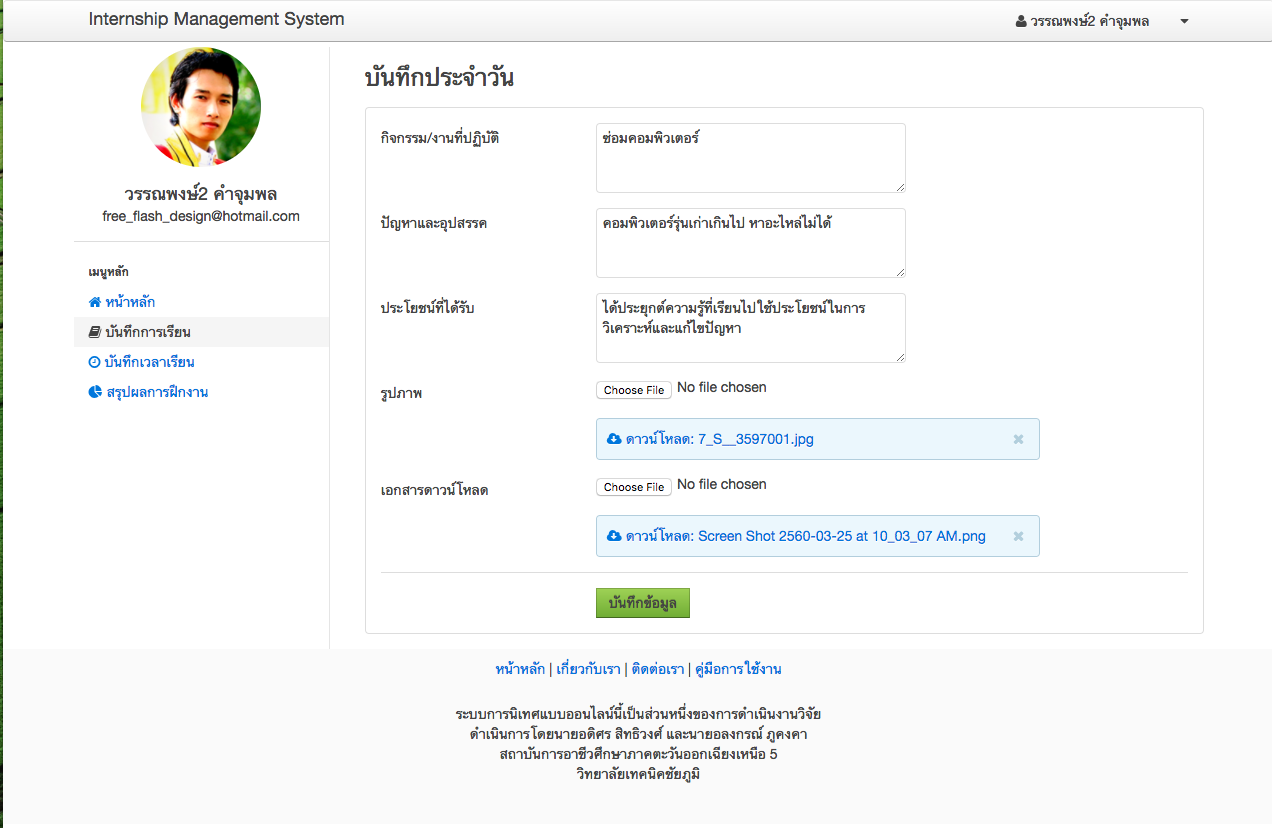 Internship Management System
วรรณพงษ์2 คำจุมพล
วรรณพงษ์2 คำจุมพล
free_flash_design@hotmail.com
เมนูหลัก
หน้าหลัก
บันทึกการเรียน
บันทึกเวลาเรียน
สรุปผลการฝึกงาน
บันทึกประจำวัน
กิจกรรม/งานที่ปฏิบัติ
ซ่อมคอมพิวเตอร์
ปัญหาและอุปสรรค
คอมพิวเตอร์รุ่นเก่าเกินไป หาอะไหล่ไม่ได้
ประโยชน์ที่ได้รับ
ได้ประยุกต์ความรู้ที่เรียนไปใช้ประโยชน์ในการ
วิเคราะห์และแก้ไขปัญหา
รูปภาพ
Choose File No file chosen
ดาวน์โหลด: 7_S__3597001.jpg
เอกสารดาวน์โหลด
Choose File No file chosen
ดาวน์โหลด: Screen Shot 2560-03-25 at 10_03_07 AM.png
บันทึกข้อมูล
หน้าหลัก | เกี่ยวกับเรา | ติดต่อเรา | คู่มือการใช้งาน
ระบบการนิเทศแบบออนไลน์นี้เป็นส่วนหนึ่งของการดำเนินงานวิจัย
ดำเนินการโดยนายอดิศร สิทธิวงศ์ และนายอลงกรณ์ ภูคงคา
สถาบันการอาชีวศึกษาภาคตะวันออกเฉียงเหนือ 5
วิทยาลัยเทคนิคชัยภูมิ